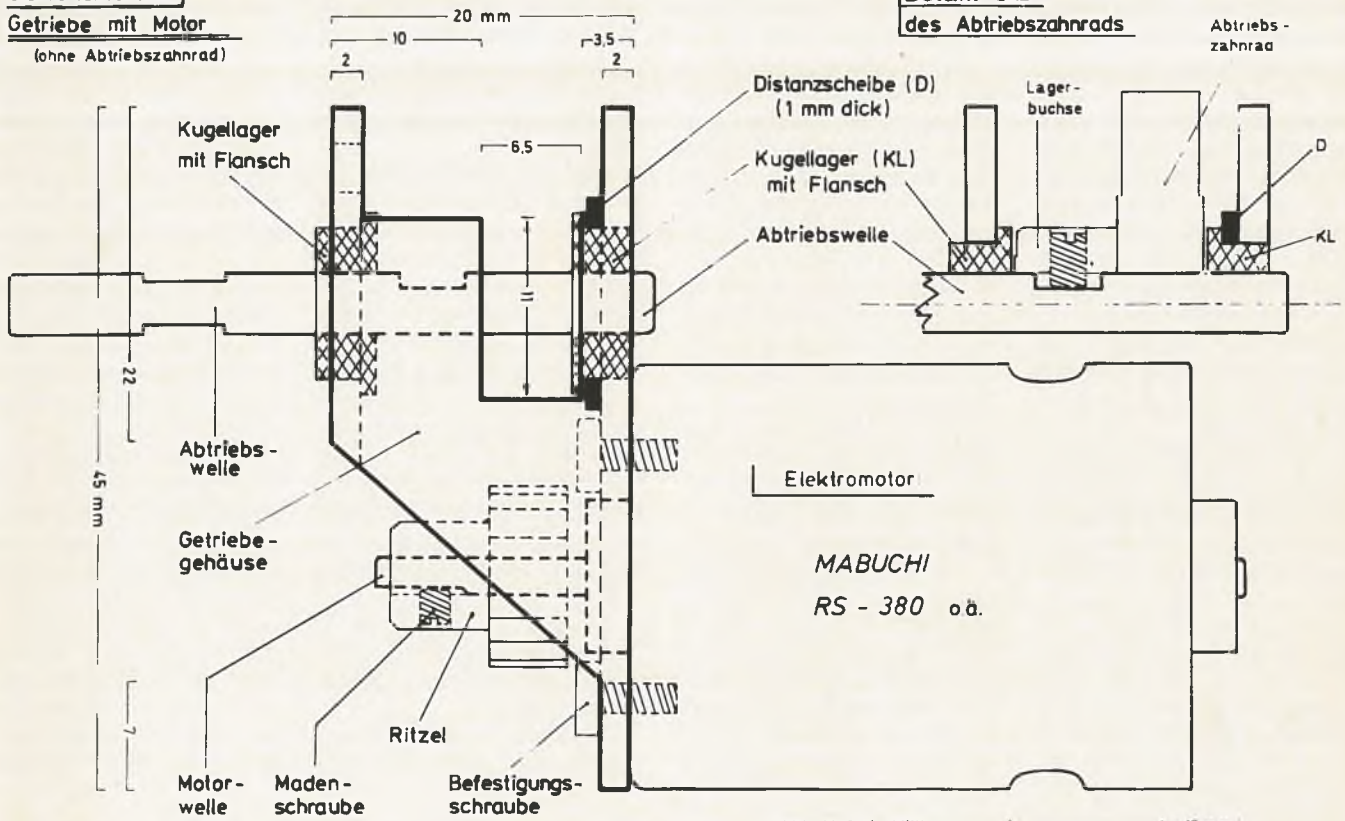 Getriebe mit Motor
(ohne Abtriebszahnrad)
20 mm
10
3,5
2
2
des Abtriebszahnrads
Abtriebs-
zahnrad
Kugellager
mit Flansch
Distanzscheibe (D)
(1 mm dick)
Lager-
buchse
6,5
Kugellager (KL)
mit Flansch
D
Abtriebswelle
KL
11
22
45 mm
7
Abtriebs-
welle
Getriebe-
gehäuse
Elektromotor
MABUCHI
RS - 380 o.ä.
Ritzel
Motor-
welle
Maden-
schraube
Befestigungs-
schraube